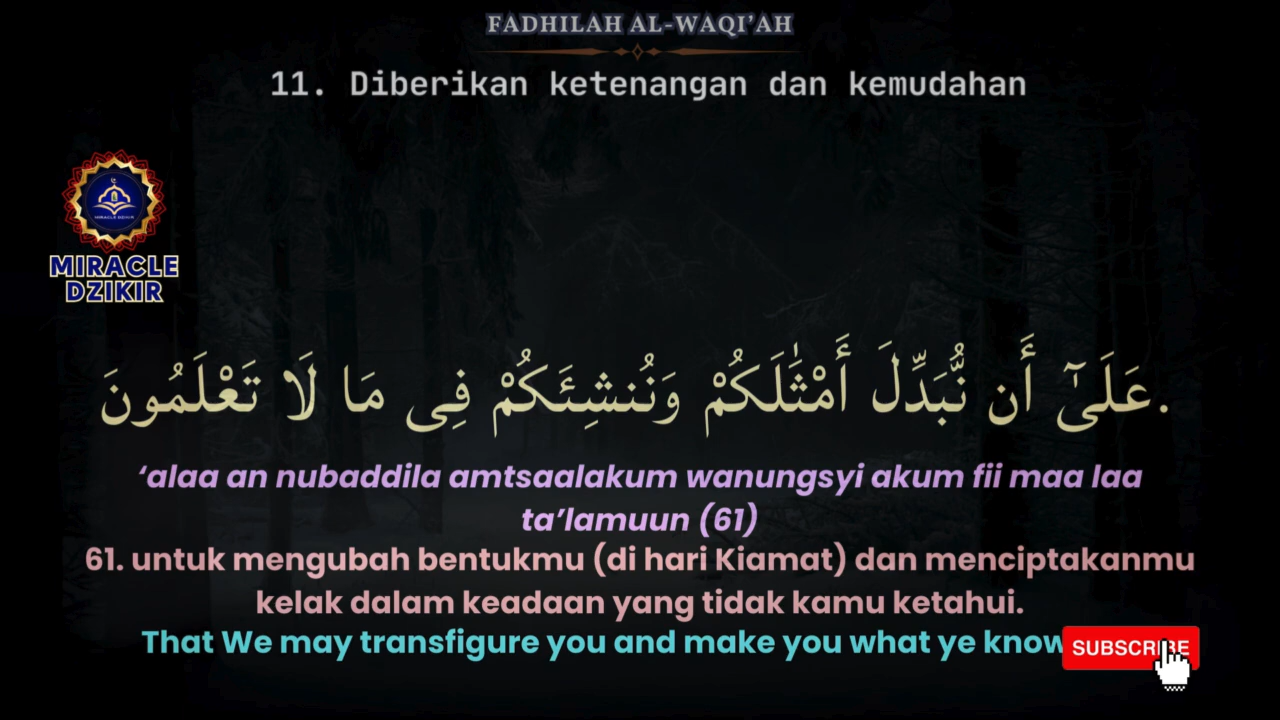 FADHILAH AL-WAQI'AH
11. Diberikan ketenangan dan kemudahan
MIRACLE
DZIKIR
عَلَىٰٓ أَن نُّبَدِّلَ أَمْثَٰلَكُمْ وَنُنشِئَكُمْ فِى مَا لَا تَعْلَمُونَ.
‘alaa an nubaddila amtsaalakum wanungsyi akum fii maa laa
ta’lamuun (61)
61. untuk mengubah bentukmu (di hari Kiamat) dan menciptakanmu
kelak dalam keadaan yang tidak kamu ketahui.
That We may transfigure you and make you what ye know
SUBSCRIBE